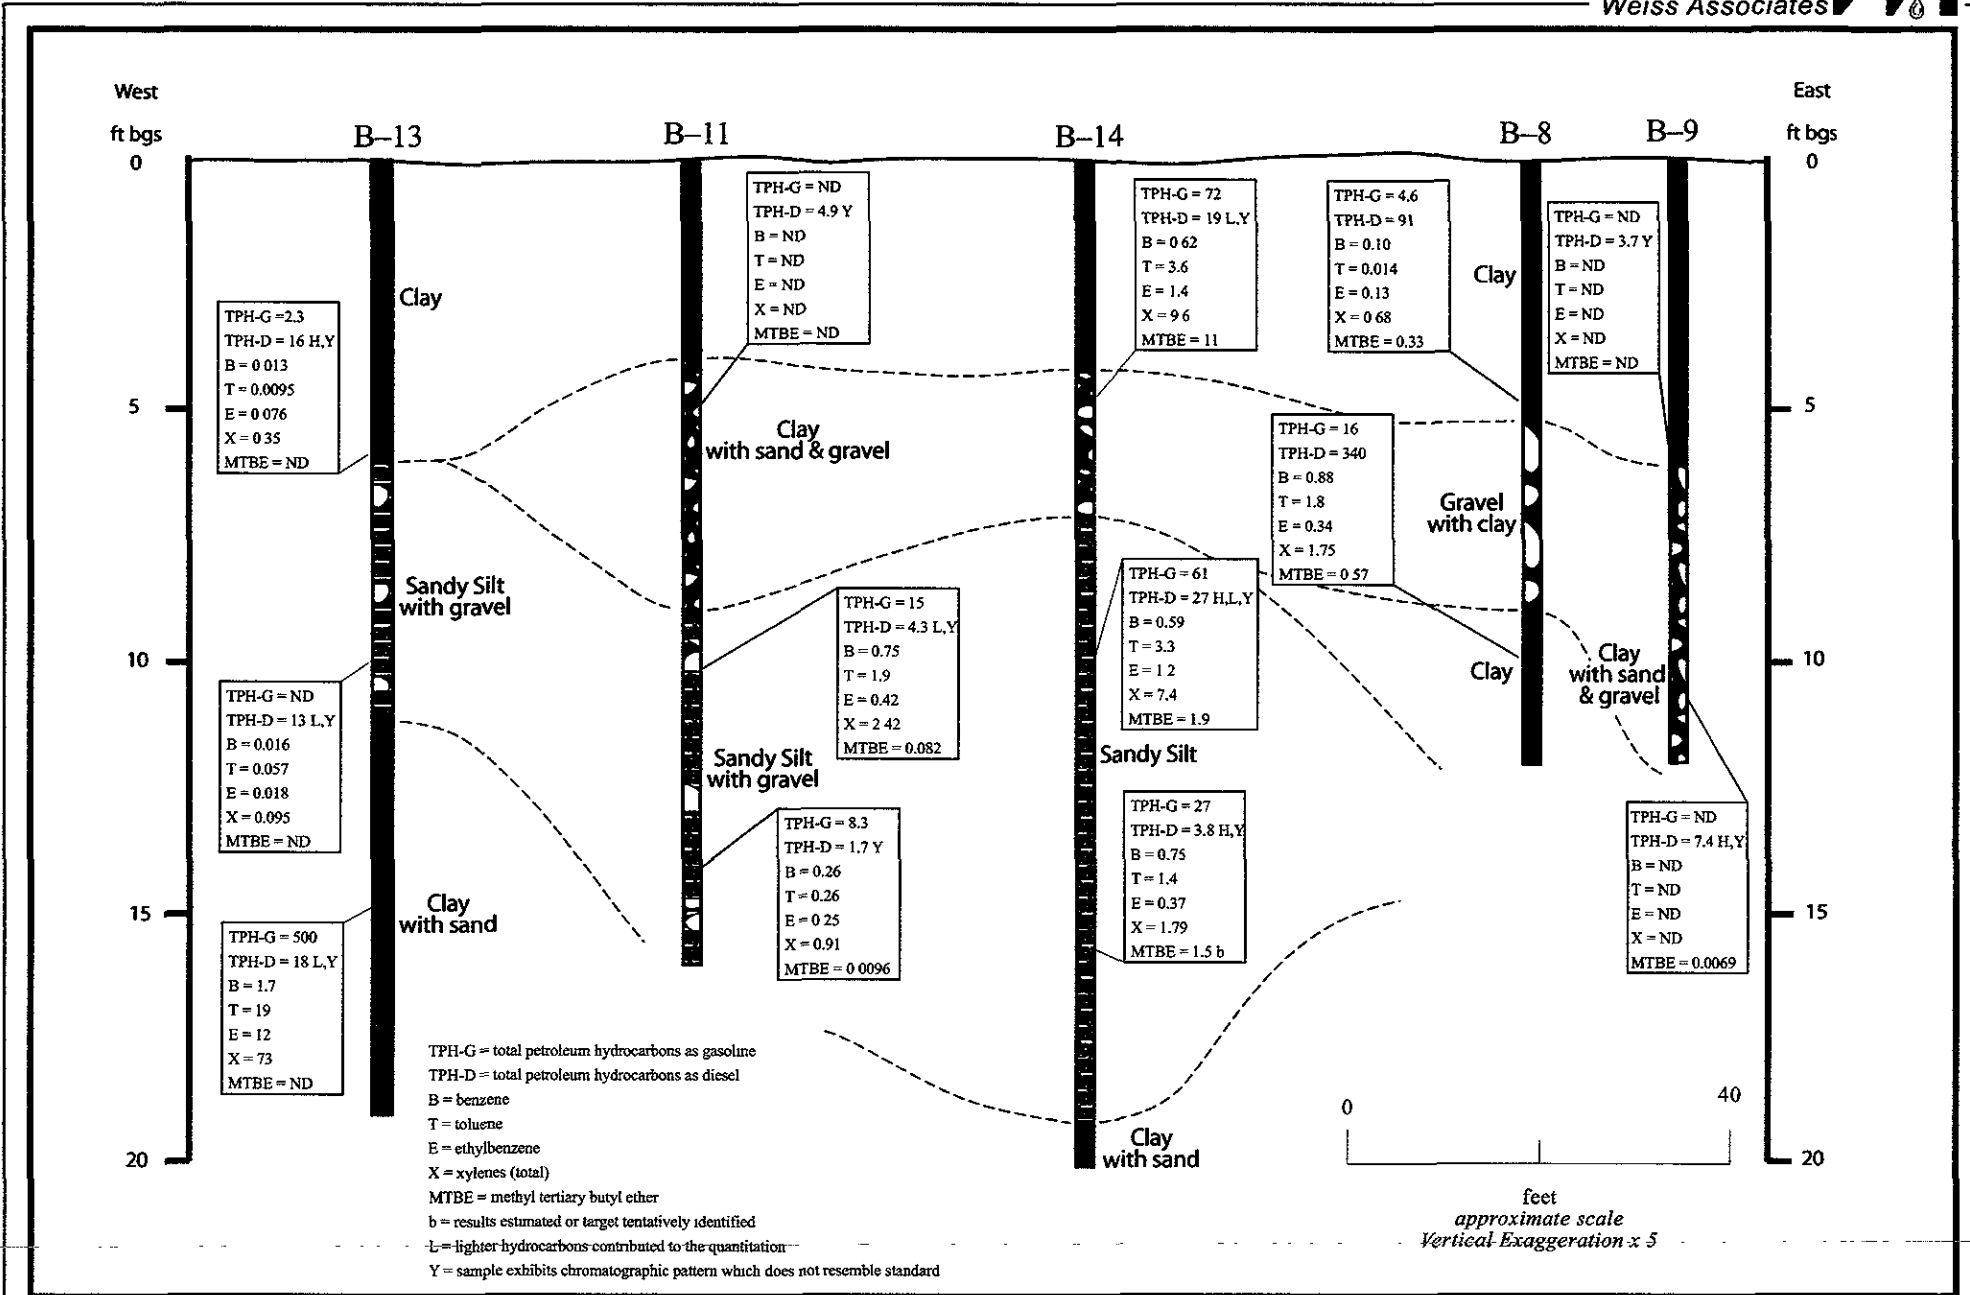 Weiss Associates
West
East
ft bgs
B–13
B–11
B–14
B–8
B–9
ft bgs
0
0
5
5
10
10
15
15
20
20
TPH-G =2.3
TPH-D = 16 H,Y
B = 0 013
T = 0.0095
E = 0 076
X = 0 35
MTBE = ND
TPH-G = ND
TPH-D = 13 L,Y
B = 0.016
T = 0.057
E = 0.018
X = 0.095
MTBE = ND
TPH-G = 500
TPH-D = 18 L,Y
B = 1.7
T = 19
E = 12
X = 73
MTBE = ND
Clay
Sandy Silt
with gravel
Clay
with sand
TPH-G = ND
TPH-D = 4.9 Y
B = ND
T = ND
E = ND
X = ND
MTBE = ND
Clay
with sand & gravel
TPH-G = 15
TPH-D = 4.3 L,Y
B = 0.75
T = 1.9
E = 0.42
X = 2 42
MTBE = 0.082
Sandy Silt
with gravel
TPH-G = 8.3
TPH-D = 1.7 Y
B = 0.26
T = 0.26
E = 0 25
X = 0.91
MTBE = 0 0096
TPH-G = 72
TPH-D = 19 L,Y
B = 0 62
T = 3.6
E = 1.4
X = 9 6
MTBE = 11
TPH-G = 61
TPH-D = 27 H,L,Y
B = 0.59
T = 3.3
E = 1 2
X = 7.4
MTBE = 1.9
Sandy Silt
TPH-G = 27
TPH-D = 3.8 H,Y
B = 0.75
T = 1.4
E = 0.37
X = 1.79
MTBE = 1.5 b
Clay
with sand
TPH-G = 4.6
TPH-D = 91
B = 0.10
T = 0.014
E = 0.13
X = 0 68
MTBE = 0.33
Clay
TPH-G = 16
TPH-D = 340
B = 0.88
T = 1.8
E = 0.34
X = 1.75
MTBE = 0 57
Gravel
with clay
Clay
TPH-G = ND
TPH-D = 3.7 Y
B = ND
T = ND
E = ND
X = ND
MTBE = ND
Clay
with sand
& gravel
TPH-G = ND
TPH-D = 7.4 H,Y
B = ND
T = ND
E = ND
X = ND
MTBE = 0.0069
TPH-G = total petroleum hydrocarbons as gasoline
TPH-D = total petroleum hydrocarbons as diesel
B = benzene
T = toluene
E = ethylbenzene
X = xylenes (total)
MTBE = methyl tertiary butyl ether
b = results estimated or target tentatively identified
L = lighter hydrocarbons contributed to the quantitation
Y = sample exhibits chromatographic pattern which does not resemble standard
0
40
feet
approximate scale
Vertical Exaggeration x 5